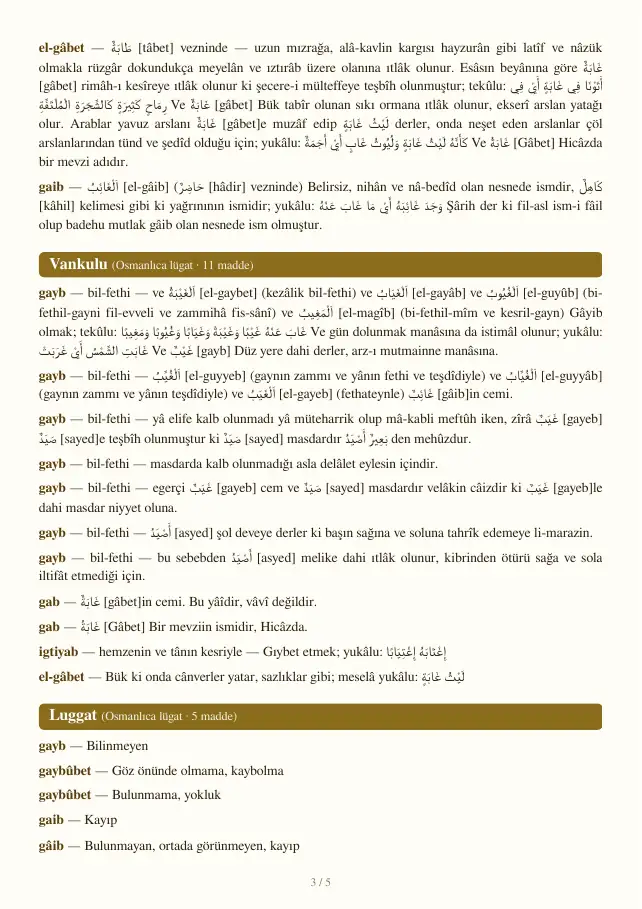 el-gâbet — طَابَةٌ [tâbet] vezninde — uzun mızrağa, alâ-kavlin kargısı hayzurân gibi latîf ve nâzük
olmakla rüzgâr dokundukça meyelân ve ıztırâb üzere olanına ıtlâk olunur. Esâsın beyânına göre غَابَةٌ
[gâbet] rimâh-ı kesîreye ıtlâk olunur ki şecere-i mülteffeye teşbîh olunmuştur; tekûlu: أَتَوْنَا فِي غَابَةٍ أَيْ فِي
رِمَاحٍ كَثِيرَةٍ كَالشَّجَرَةِ الْمُلْتَفَّةِ Ve غَابَةٌ [gâbet] Bük tabîr olunan sıkı ormana ıtlâk olunur, ekserî arslan yatağı
olur. Arablar yavuz arslanı غَابَةٌ [gâbet]e muzâf edip لَيْثُ غَابَةٍ derler, onda neşet eden arslanlar çöl
arslanlarından tünd ve şedîd olduğu için; yukâlu: كَأَنَّهُ لَيْثُ غَابَةٍ وَلُيُوثُ غَابٍ أَيْ أَجَمَةٍ Ve غَابَةُ [Gâbet] Hicâzda
bir mevzi adıdır.
gaib — اَلْغَائِبُ [el-gâib] (حَاضِرٌ [hâdir] vezninde) Belirsiz, nihân ve nâ-bedîd olan nesnede ismdir, كَاهِلٌ
[kâhil] kelimesi gibi ki yağrınının ismidir; yukâlu: وَجَدَ غَائِبَهُ أَيْ مَا غَابَ عَنْهُ Şârih der ki fil-asl ism-i fâil
olup badehu mutlak gâib olan nesnede ism olmuştur.
Vankulu (Osmanlıca lügat · 11 madde)
gayb — bil-fethi — ve اَلْغَيْبَةُ [el-gaybet] (kezâlik bil-fethi) ve اَلْغَيَابُ [el-gayâb] ve اَلْغُيُوبُ [el-guyûb] (bi-
fethil-gayni fil-evveli ve zammihâ fis-sânî) ve اَلْمَغِيبُ [el-magîb] (bi-fethil-mîm ve kesril-gayn) Gâyib
olmak; tekûlu: غَابَ عَنْهُ غَيْبًا وَغَيْبَةً وَغَيَابًا وَغُيُوبًا وَمَغِيبًا Ve gün dolunmak manâsına da istimâl olunur; yukâlu:
غَابَتِ الشَّمْسُ أَيْ غَرَبَتْ Ve غَيْبٌ [gayb] Düz yere dahi derler, arz-ı mutmainne manâsına.
gayb — bil-fethi — اَلْغُيَّبُ [el-guyyeb] (gaynın zammı ve yânın fethi ve teşdîdiyle) ve اَلْغُيَّابُ [el-guyyâb]
(gaynın zammı ve yânın teşdîdiyle) ve اَلْغَيَبُ [el-gayeb] (fethateynle) غَائِبٌ [gâib]in cemi.
gayb — bil-fethi — yâ elife kalb olunmadı yâ müteharrik olup mâ-kabli meftûh iken, zîrâ غَيَبٌ [gayeb]
صَيَدٌ [sayed]e teşbîh olunmuştur ki صَيَدٌ [sayed] masdardır بَعِيرٌ أَصْيَدُ den mehûzdur.
gayb — bil-fethi — masdarda kalb olunmadığı asla delâlet eylesin içindir.
gayb — bil-fethi — egerçi غَيَبٌ [gayeb] cem ve صَيَدٌ [sayed] masdardır velâkin câizdir ki غَيَبٌ [gayeb]le
dahi masdar niyyet oluna.
gayb — bil-fethi — أَصْيَدُ [asyed] şol deveye derler ki başın sağına ve soluna tahrîk edemeye li-marazin.
gayb — bil-fethi — bu sebebden أَصْيَدُ [asyed] melike dahi ıtlâk olunur, kibrinden ötürü sağa ve sola
iltifât etmediği için.
gab — غَابَةٌ [gâbet]in cemi. Bu yâîdir, vâvî değildir.
gab — غَابَةُ [Gâbet] Bir mevziin ismidir, Hicâzda.
igtiyab — hemzenin ve tânın kesriyle — Gıybet etmek; yukâlu: إِغْتَابَهُ إِغْتِيَابًا
el-gâbet — Bük ki onda cânverler yatar, sazlıklar gibi; meselâ yukâlu: لَيْثُ غَابَةٍ
Luggat (Osmanlıca lügat · 5 madde)
gayb — Bilinmeyen
gaybûbet — Göz önünde olmama, kaybolma
gaybûbet — Bulunmama, yokluk
gaib — Kayıp
gâib — Bulunmayan, ortada görünmeyen, kayıp
3 / 5